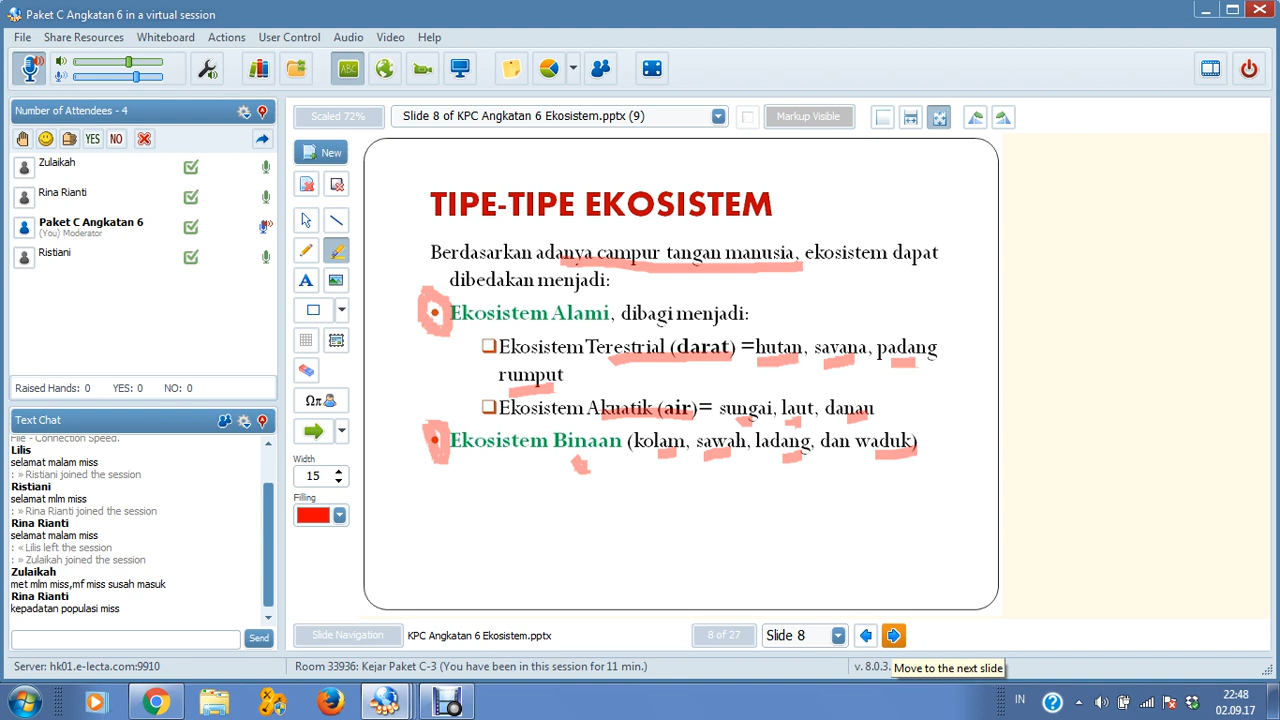 Paket C Angkatan 6 in a virtual session
File Share Resources Whiteboard Actions User Control Audio Video Help
ABC
Number of Attendees - 4
YES NO
Zulaikah
Rina Rianti
Paket C Angkatan 6
(You) Moderator
Ristiani
Raised Hands: 0 YES: 0 NO: 0
Text Chat
File - Connection Speed.
Lilis
selamat malam miss
: » Ristiani joined the session
Ristiani
selamat mlm miss
: » Rina Rianti joined the session
Rina Rianti
selamat malam miss
: « Lilis left the session
: » Zulaikah joined the session
Zulaikah
met mlm miss,mf miss susah masuk
Rina Rianti
kepadatan populasi miss
Send
Scaled 72%
Slide 8 of KPC Angkatan 6 Ekosistem.pptx (9)
Markup Visible
New
A
Ωπ
Width
15
Filling
TIPE-TIPE EKOSISTEM
Berdasarkan adanya campur tangan manusia, ekosistem dapat
dibedakan menjadi:
• Ekosistem Alami, dibagi menjadi:
❑Ekosistem Terestrial (darat) =hutan, savana, padang
rumput
❑Ekosistem Akuatik (air)= sungai, laut, danau
• Ekosistem Binaan (kolam, sawah, ladang, dan waduk)
Slide Navigation
KPC Angkatan 6 Ekosistem.pptx
8 of 27
Slide 8
Server: hk01.e-lecta.com:9910
Room 33936: Kejar Paket C-3 (You have been in this session for 11 min.)
v. 8.0.3.
Move to the next slide
IN
22:48
02.09.17